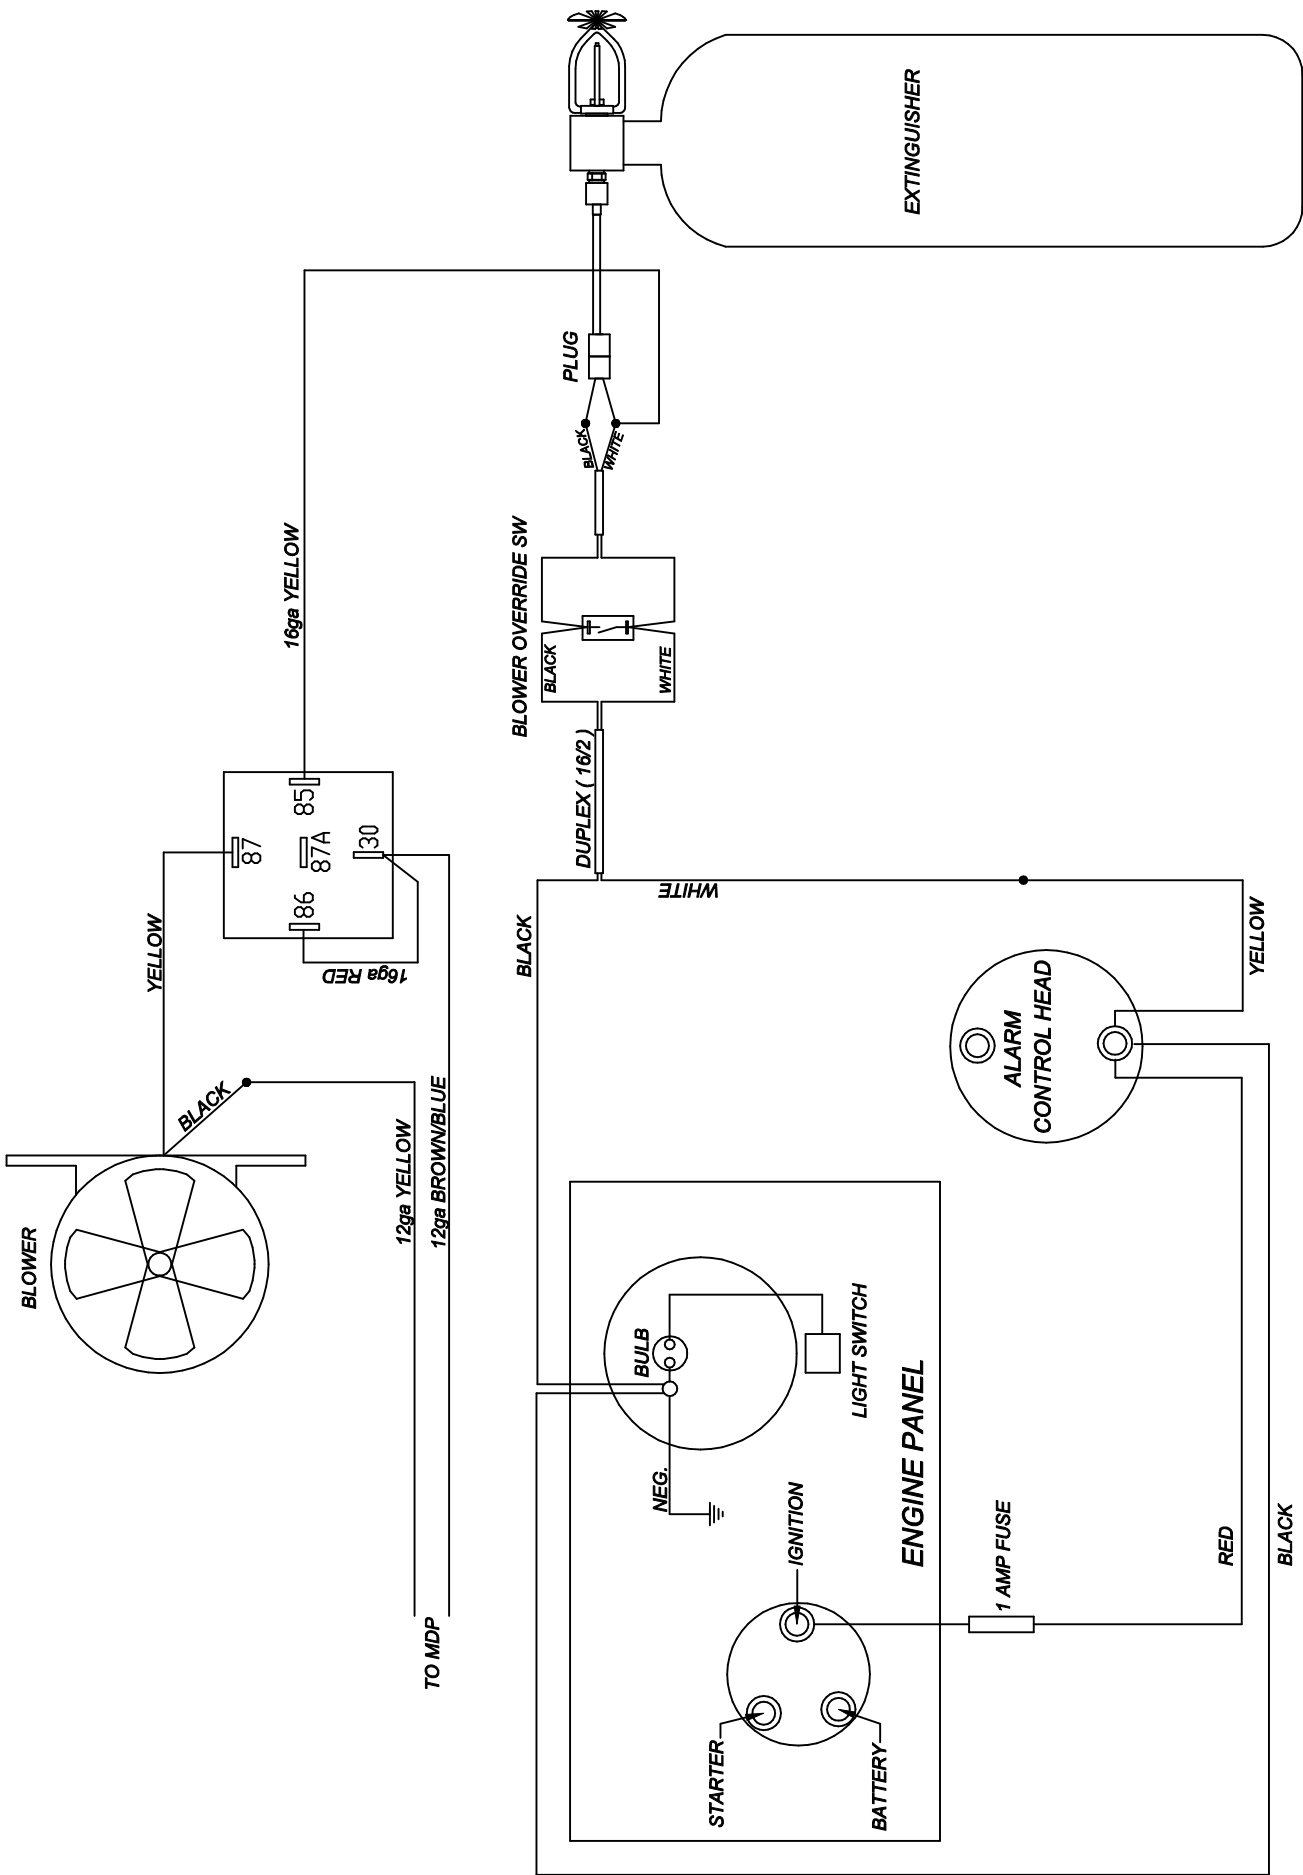 EXTINGUISHER
PLUG
BLACK
WHITE
16ga YELLOW
BLOWER OVERRIDE SW
BLACK
WHITE
DUPLEX ( 16/2 )
85
87
87A
30
86
16ga RED
YELLOW
BLACK
BLOWER
12ga YELLOW
12ga BROWN/BLUE
TO MDP
BLACK
WHITE
YELLOW
ALARM
CONTROL HEAD
BULB
LIGHT SWITCH
NEG.
IGNITION
ENGINE PANEL
STARTER
BATTERY
1 AMP FUSE
RED
BLACK